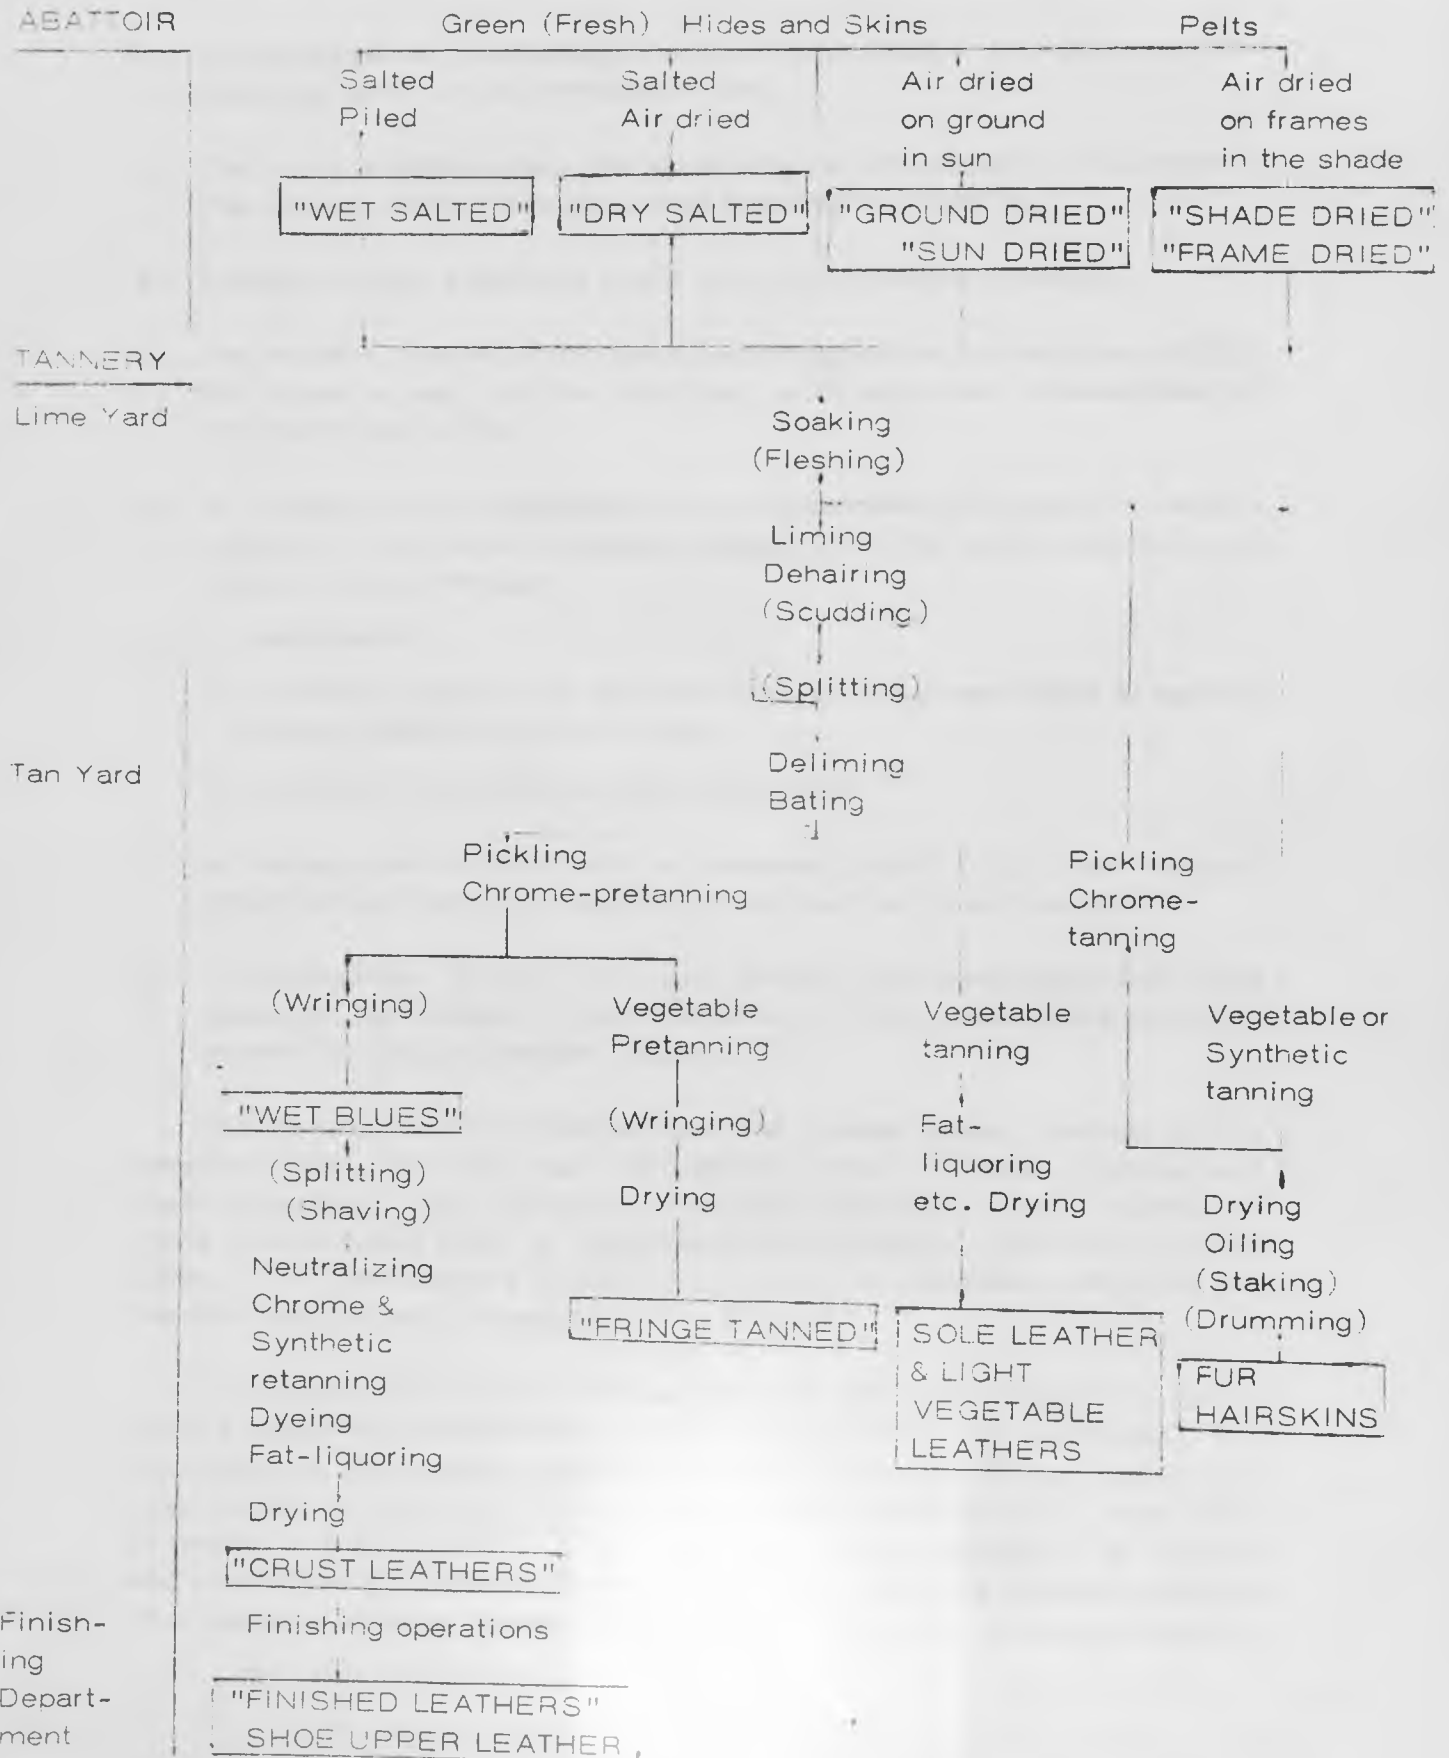 ABATTOIR
Green (Fresh) Hides and Skins
Pelts
Salted
Piled
Salted
Air dried
Air dried
on ground
in sun
Air dried
on frames
in the shade
"WET SALTED"
"DRY SALTED"
"GROUND DRIED"
"SUN DRIED"
"SHADE DRIED"
"FRAME DRIED"
TANNERY
Lime Yard
Soaking
(Fleshing)
Liming
Dehairing
(Scudding)
(Splitting)
Tan Yard
Deliming
Bating
Pickling
Chrome-pretanning
Pickling
Chrome-
tanning
(Wringing)
Vegetable
Pretanning
Vegetable
tanning
Vegetable or
Synthetic
tanning
"WET BLUES"
(Wringing)
Fat-
liquoring
etc. Drying
(Splitting)
(Shaving)
Drying
Drying
Oiling
(Staking)
(Drumming)
Neutralizing
Chrome &
Synthetic
retanning
Dyeing
Fat-liquoring
"FRINGE TANNED"
SOLE LEATHER
& LIGHT
VEGETABLE
LEATHERS
FUR
HAIRSKINS
Drying
"CRUST LEATHERS"
Finish-
ing
Depart-
ment
Finishing operations
"FINISHED LEATHERS"
SHOE UPPER LEATHER